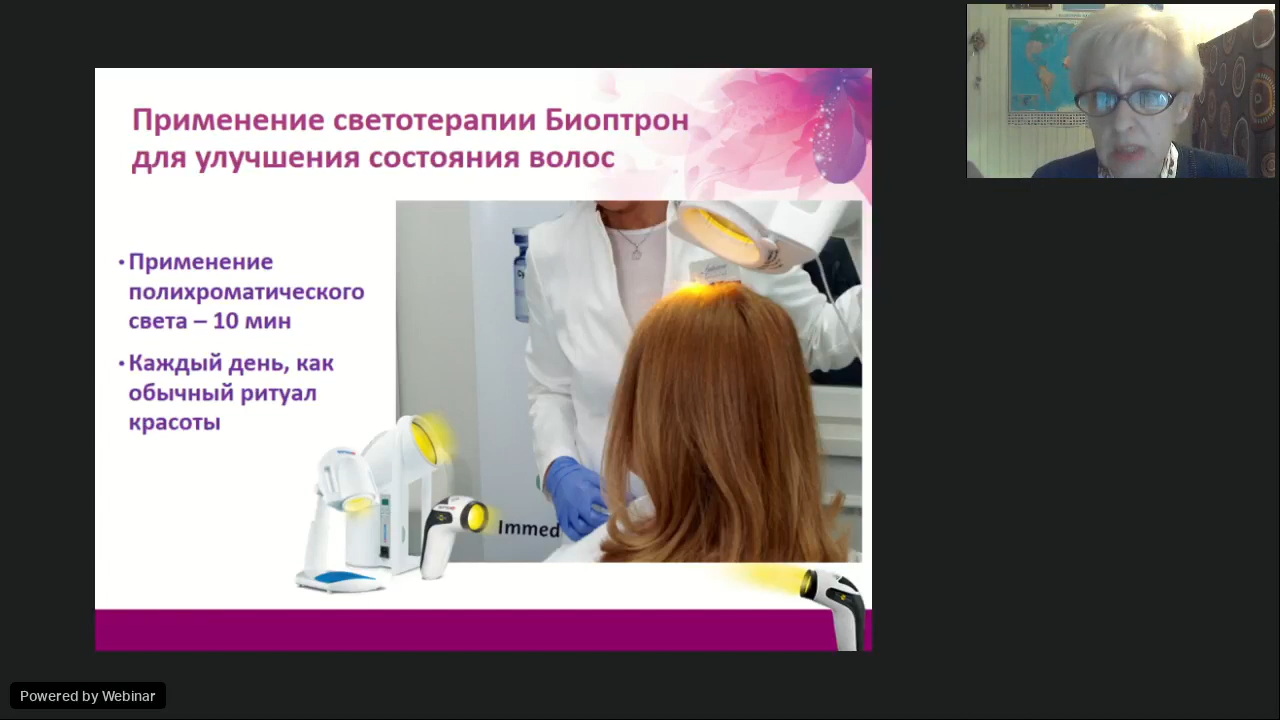 Применение светотерапии Биоптрон
для улучшения состояния волос
• Применение
полихроматического
света – 10 мин
• Каждый день, как
обычный ритуал
красоты
Immed
Powered by Webinar